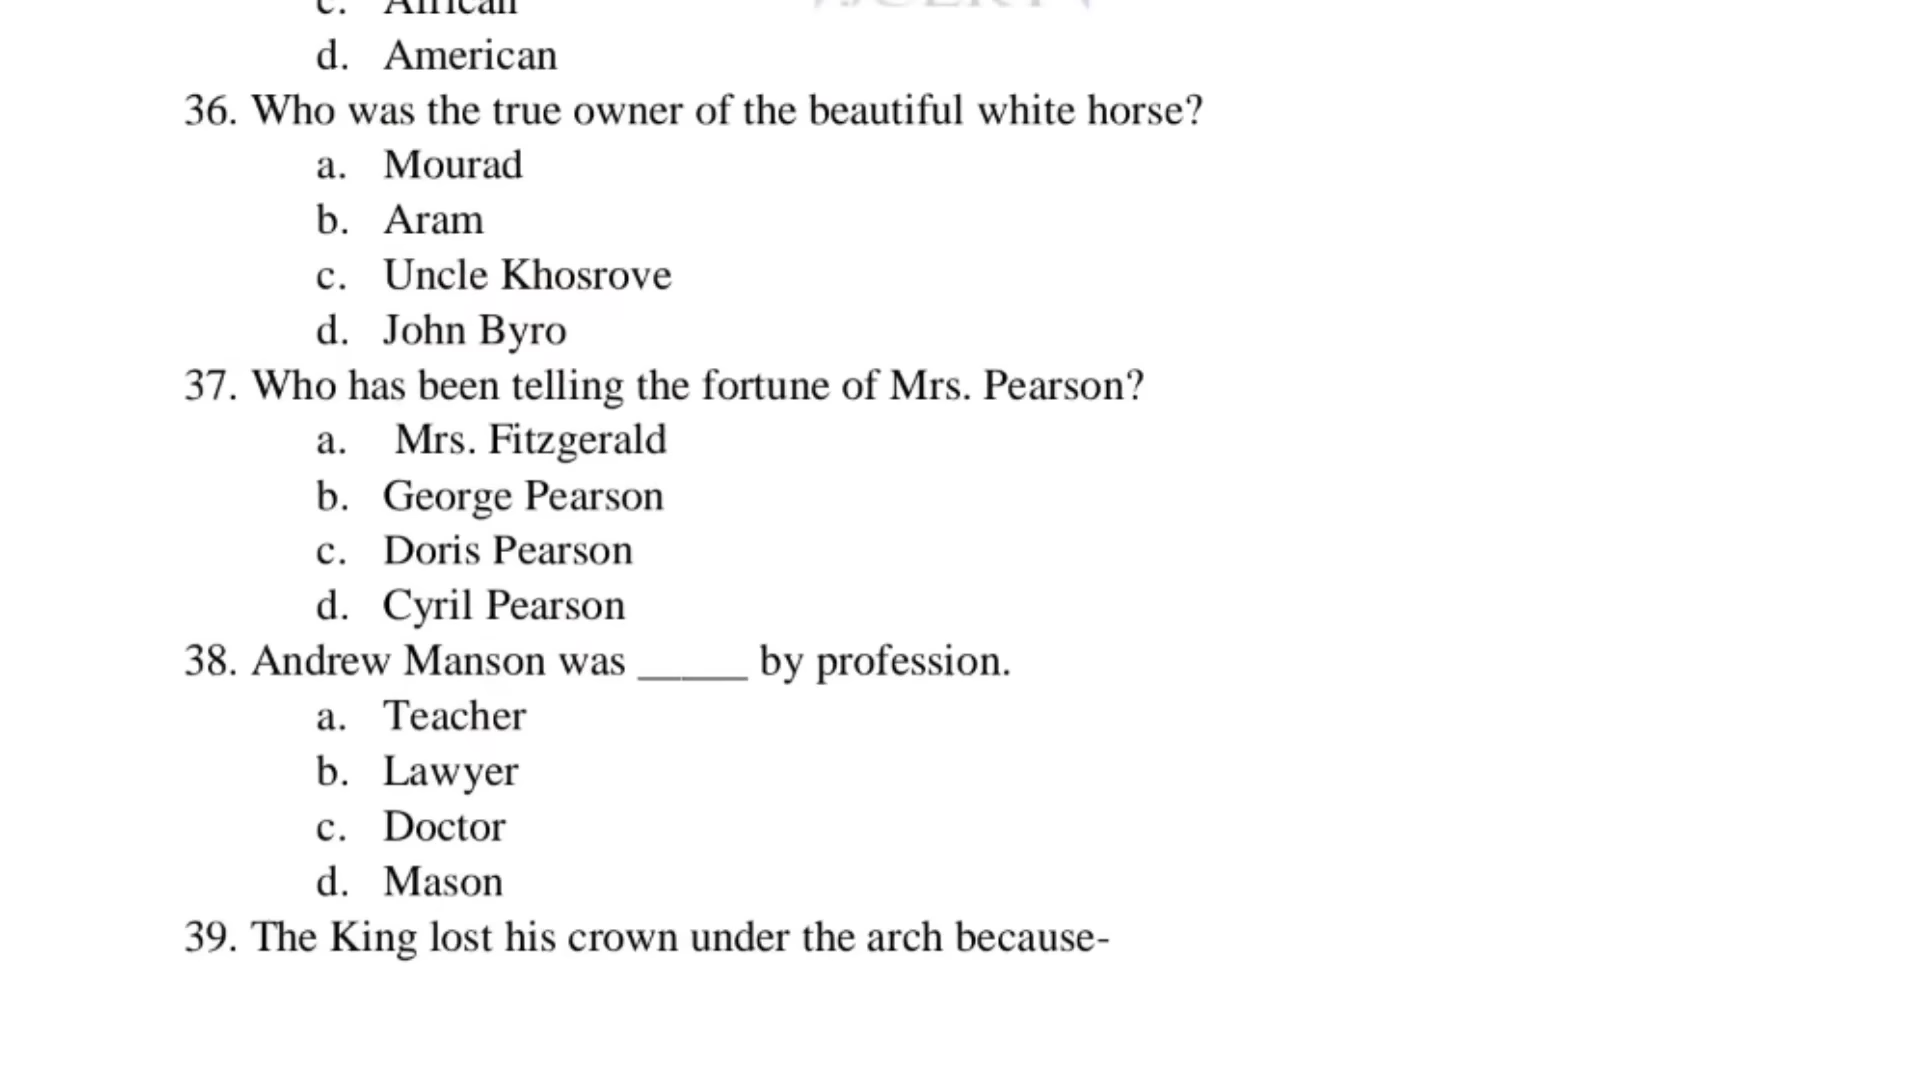 c. African
d. American
36. Who was the true owner of the beautiful white horse?
a. Mourad
b. Aram
c. Uncle Khosrove
d. John Byro
37. Who has been telling the fortune of Mrs. Pearson?
a. Mrs. Fitzgerald
b. George Pearson
c. Doris Pearson
d. Cyril Pearson
38. Andrew Manson was _____ by profession.
a. Teacher
b. Lawyer
c. Doctor
d. Mason
39. The King lost his crown under the arch because-